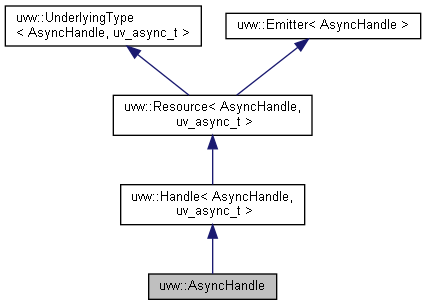 uvw::UnderlyingType
< AsyncHandle, uv_async_t >
uvw::Emitter< AsyncHandle >
uvw::Resource< AsyncHandle,
uv_async_t >
uvw::Handle< AsyncHandle,
uv_async_t >
uvw::AsyncHandle